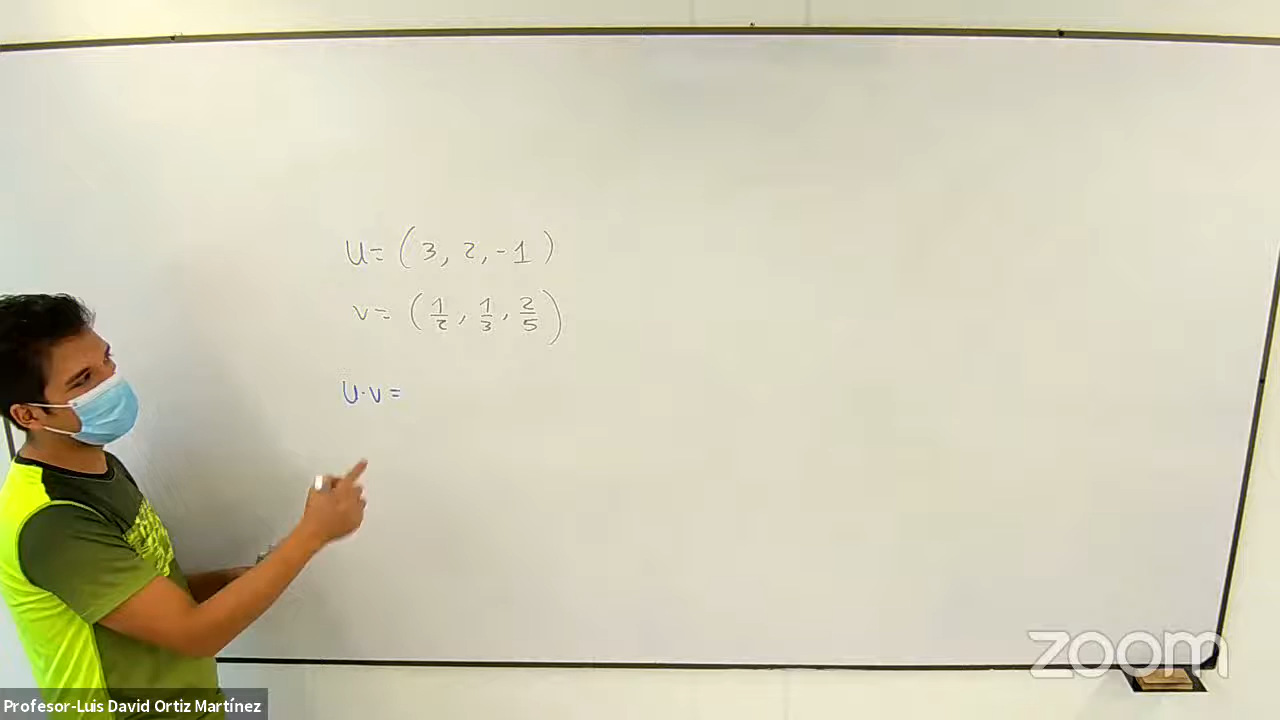 U = (3, 2, -1)
v = (1/2, 1/3, 2/5)
U·v =
zoom
Profesor-Luis David Ortiz Martínez